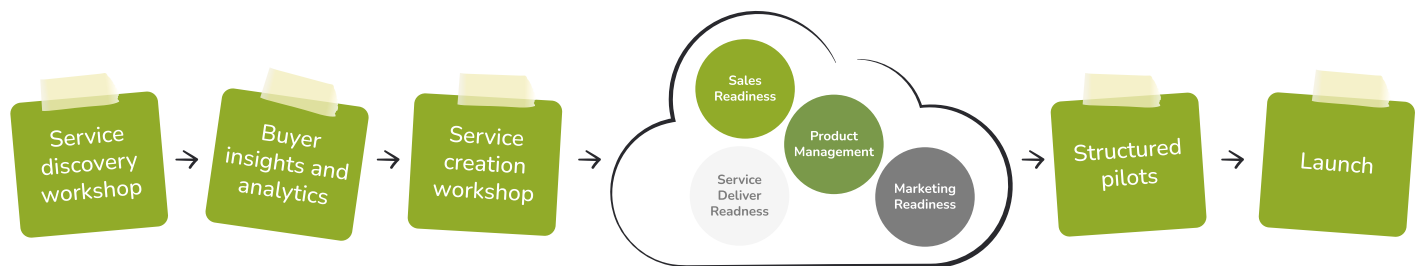 Service
discovery
workshop
Buyer
insights and
analytics
Service
creation
workshop
Sales
Readiness
Product
Management
Service
Deliver
Readiness
Marketing
Readiness
Structured
pilots
Launch